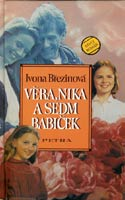 Ivona Březinová
VĚRA, NIKA
A SEDM
BABIČEK
PETRA